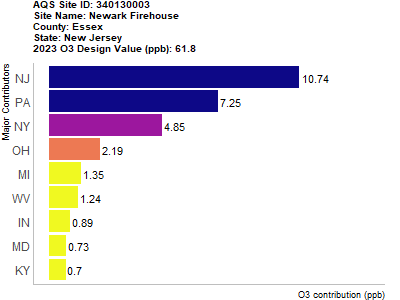 AQS Site ID: 340130003
Site Name: Newark Firehouse
County: Essex
State: New Jersey
2023 O3 Design Value (ppb): 61.8
Major Contributors
NJ 10.74
PA 7.25
NY 4.85
OH 2.19
MI 1.35
WV 1.24
IN 0.89
MD 0.73
KY 0.7
O3 contribution (ppb)